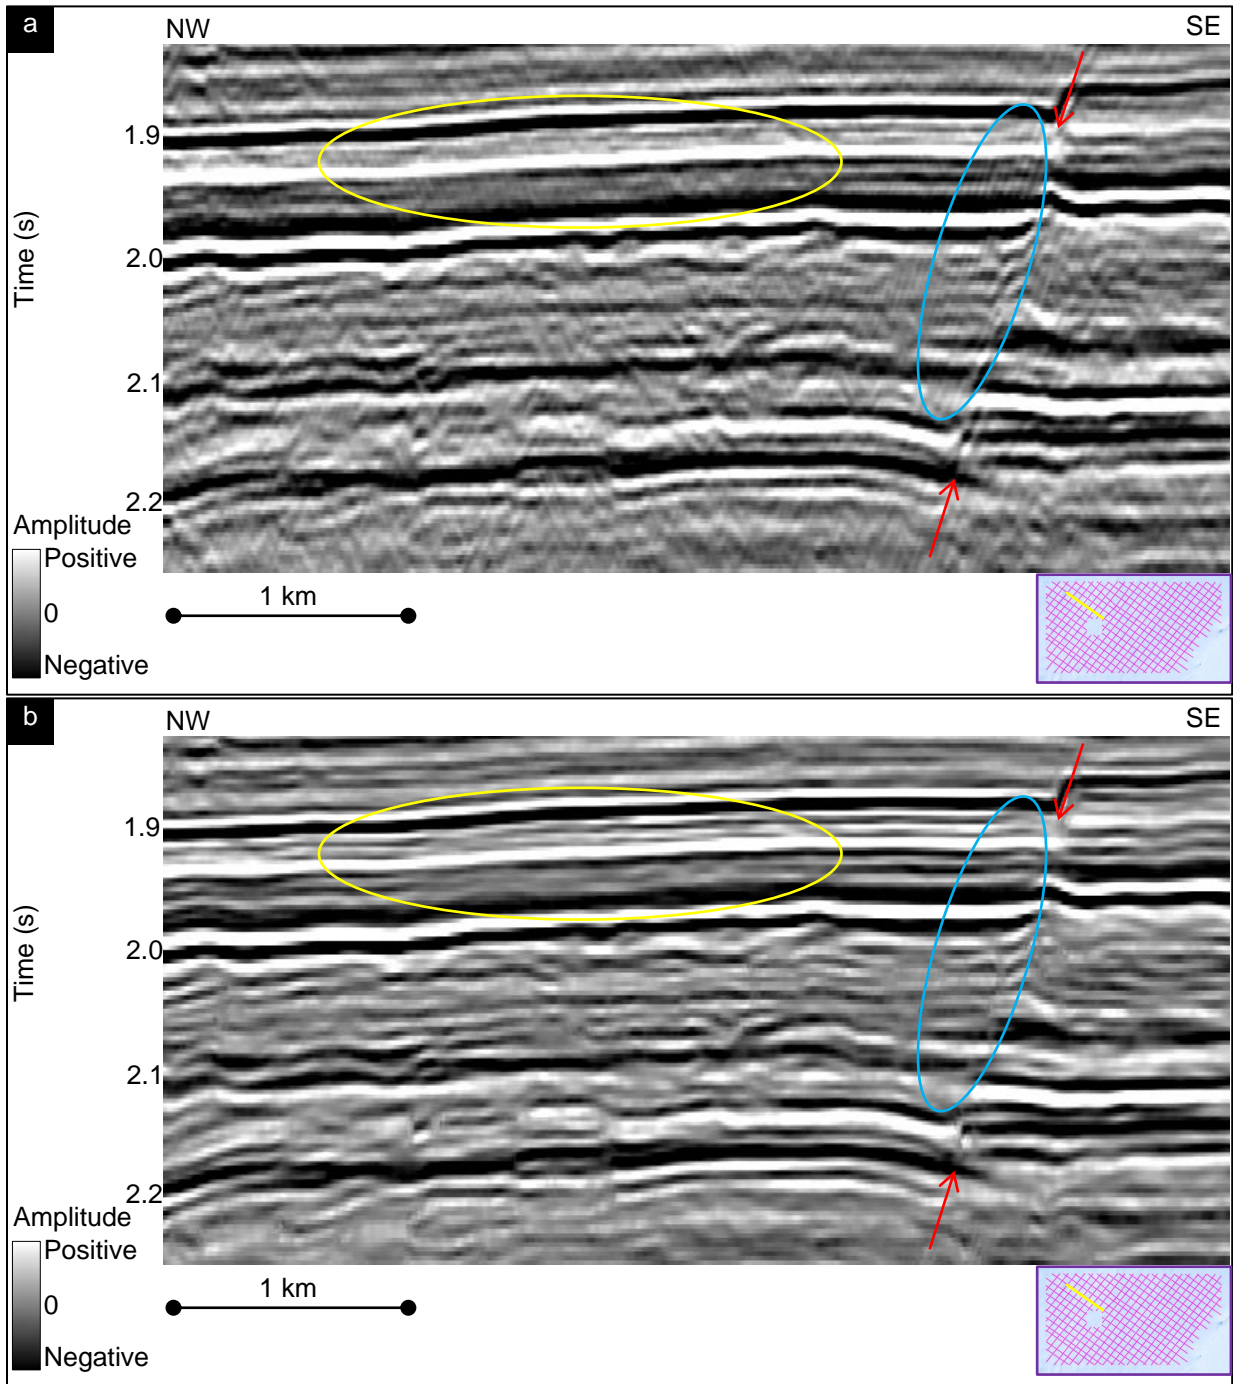 a
NW
SE
1.9
2.0
2.1
2.2
Time (s)
Amplitude
Positive
0
Negative
1 km
b
NW
SE
1.9
2.0
2.1
2.2
Time (s)
Amplitude
Positive
0
Negative
1 km